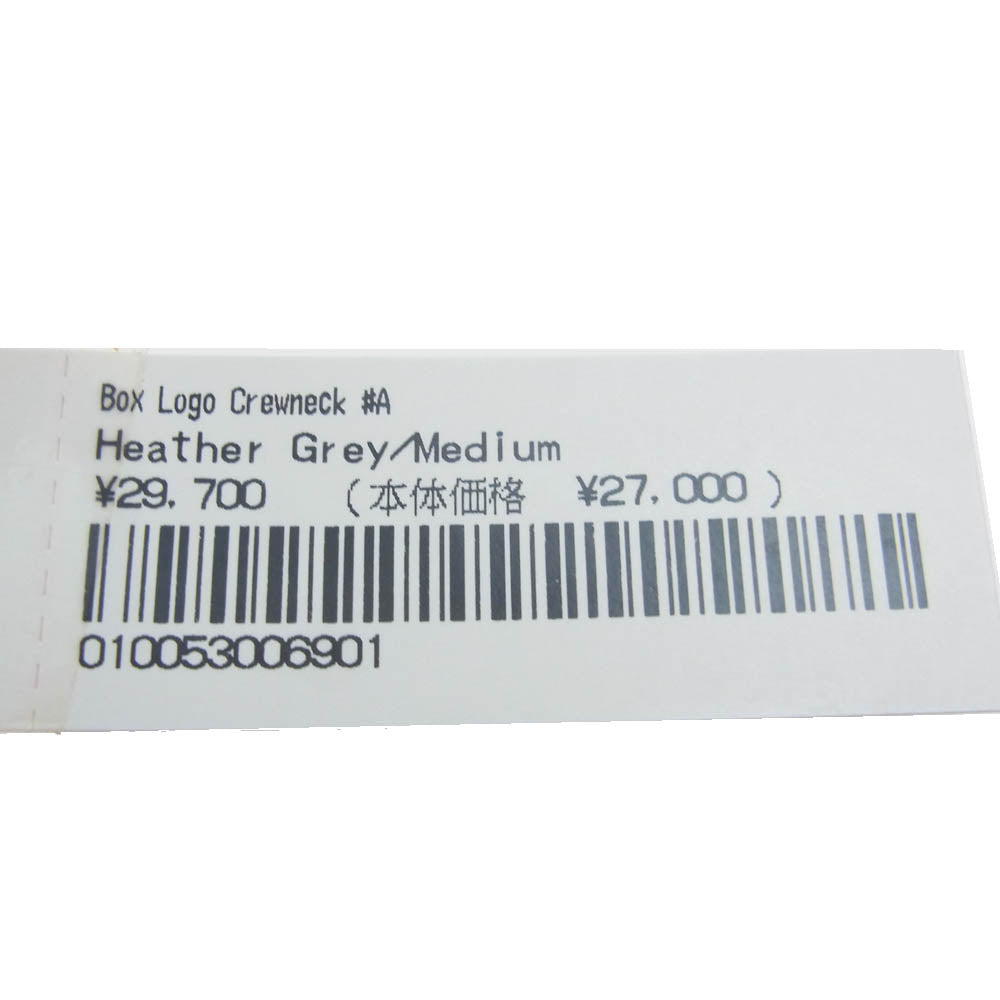 Box Logo Crewneck #A
Heather Grey/Medium
¥29,700 (本体価格 ¥27,000)
010053006901